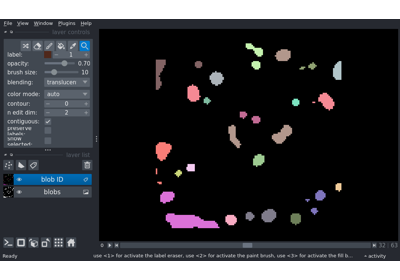 File View Window Plugins Help
layer controls
label: 1
opacity: 0.70
brush size: 10
blending: translucen
color mode: auto
contour: 0
n edit dim: 2
contiguous:
preserve
labels:
show
selected:
layer list
blob ID
blobs
32 63
Ready use <1> for activate the label eraser, use <2> for activate the paint brush, use <3> for activate the fill b... activity